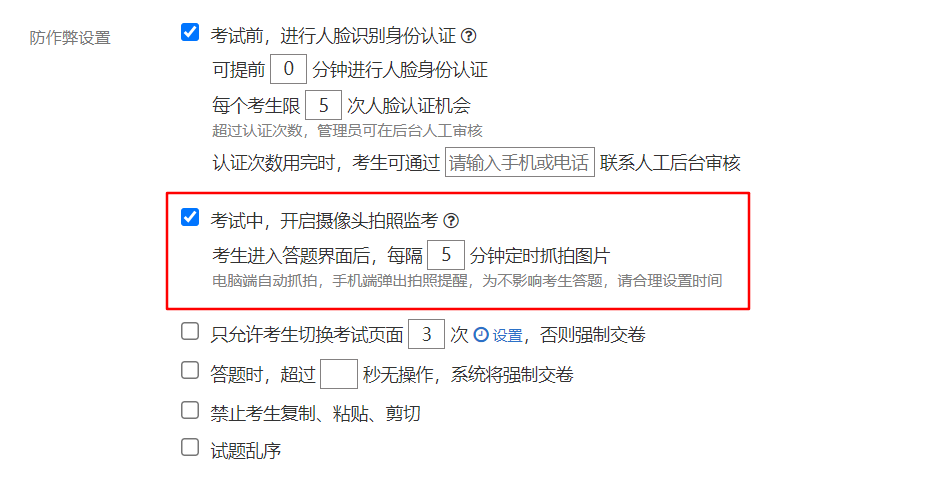 防作弊设置
考试前，进行人脸识别身份认证 ?
可提前 0 分钟进行人脸身份认证
每个考生限 5 次人脸认证机会
超过认证次数，管理员可在后台人工审核
认证次数用完时，考生可通过 请输入手机或电话 联系人工后台审核
考试中，开启摄像头拍照监考 ?
考生进入答题界面后，每隔 5 分钟定时抓拍图片
电脑端自动抓拍，手机端弹出拍照提醒，为不影响考生答题，请合理设置时间
只允许考生切换考试页面 3 次 设置，否则强制交卷
答题时，超过 秒无操作，系统将强制交卷
禁止考生复制、粘贴、剪切
试题乱序